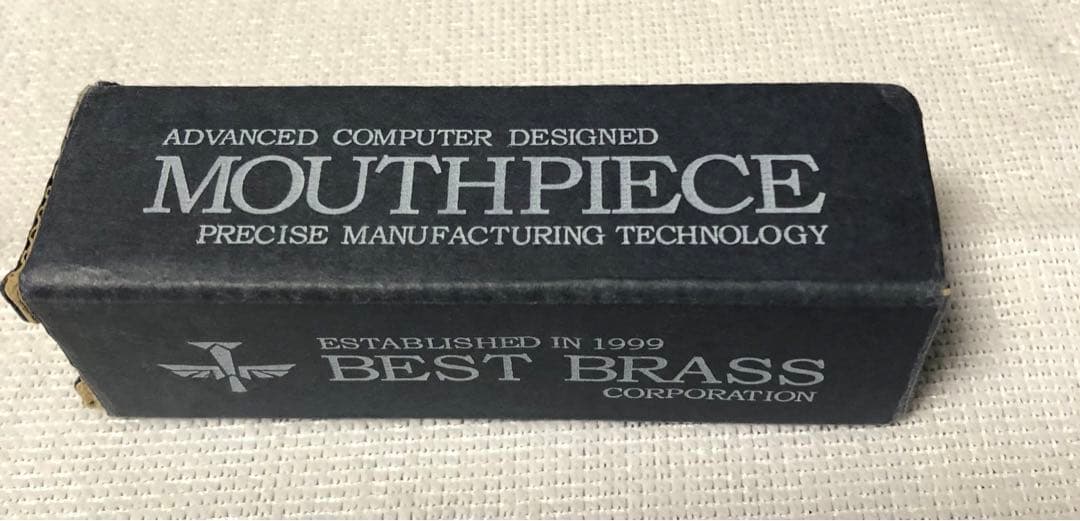 ADVANCED COMPUTER DESIGNED
MOUTHPIECE
PRECISE MANUFACTURING TECHNOLOGY
ESTABLISHED IN 1999
BEST BRASS
CORPORATION